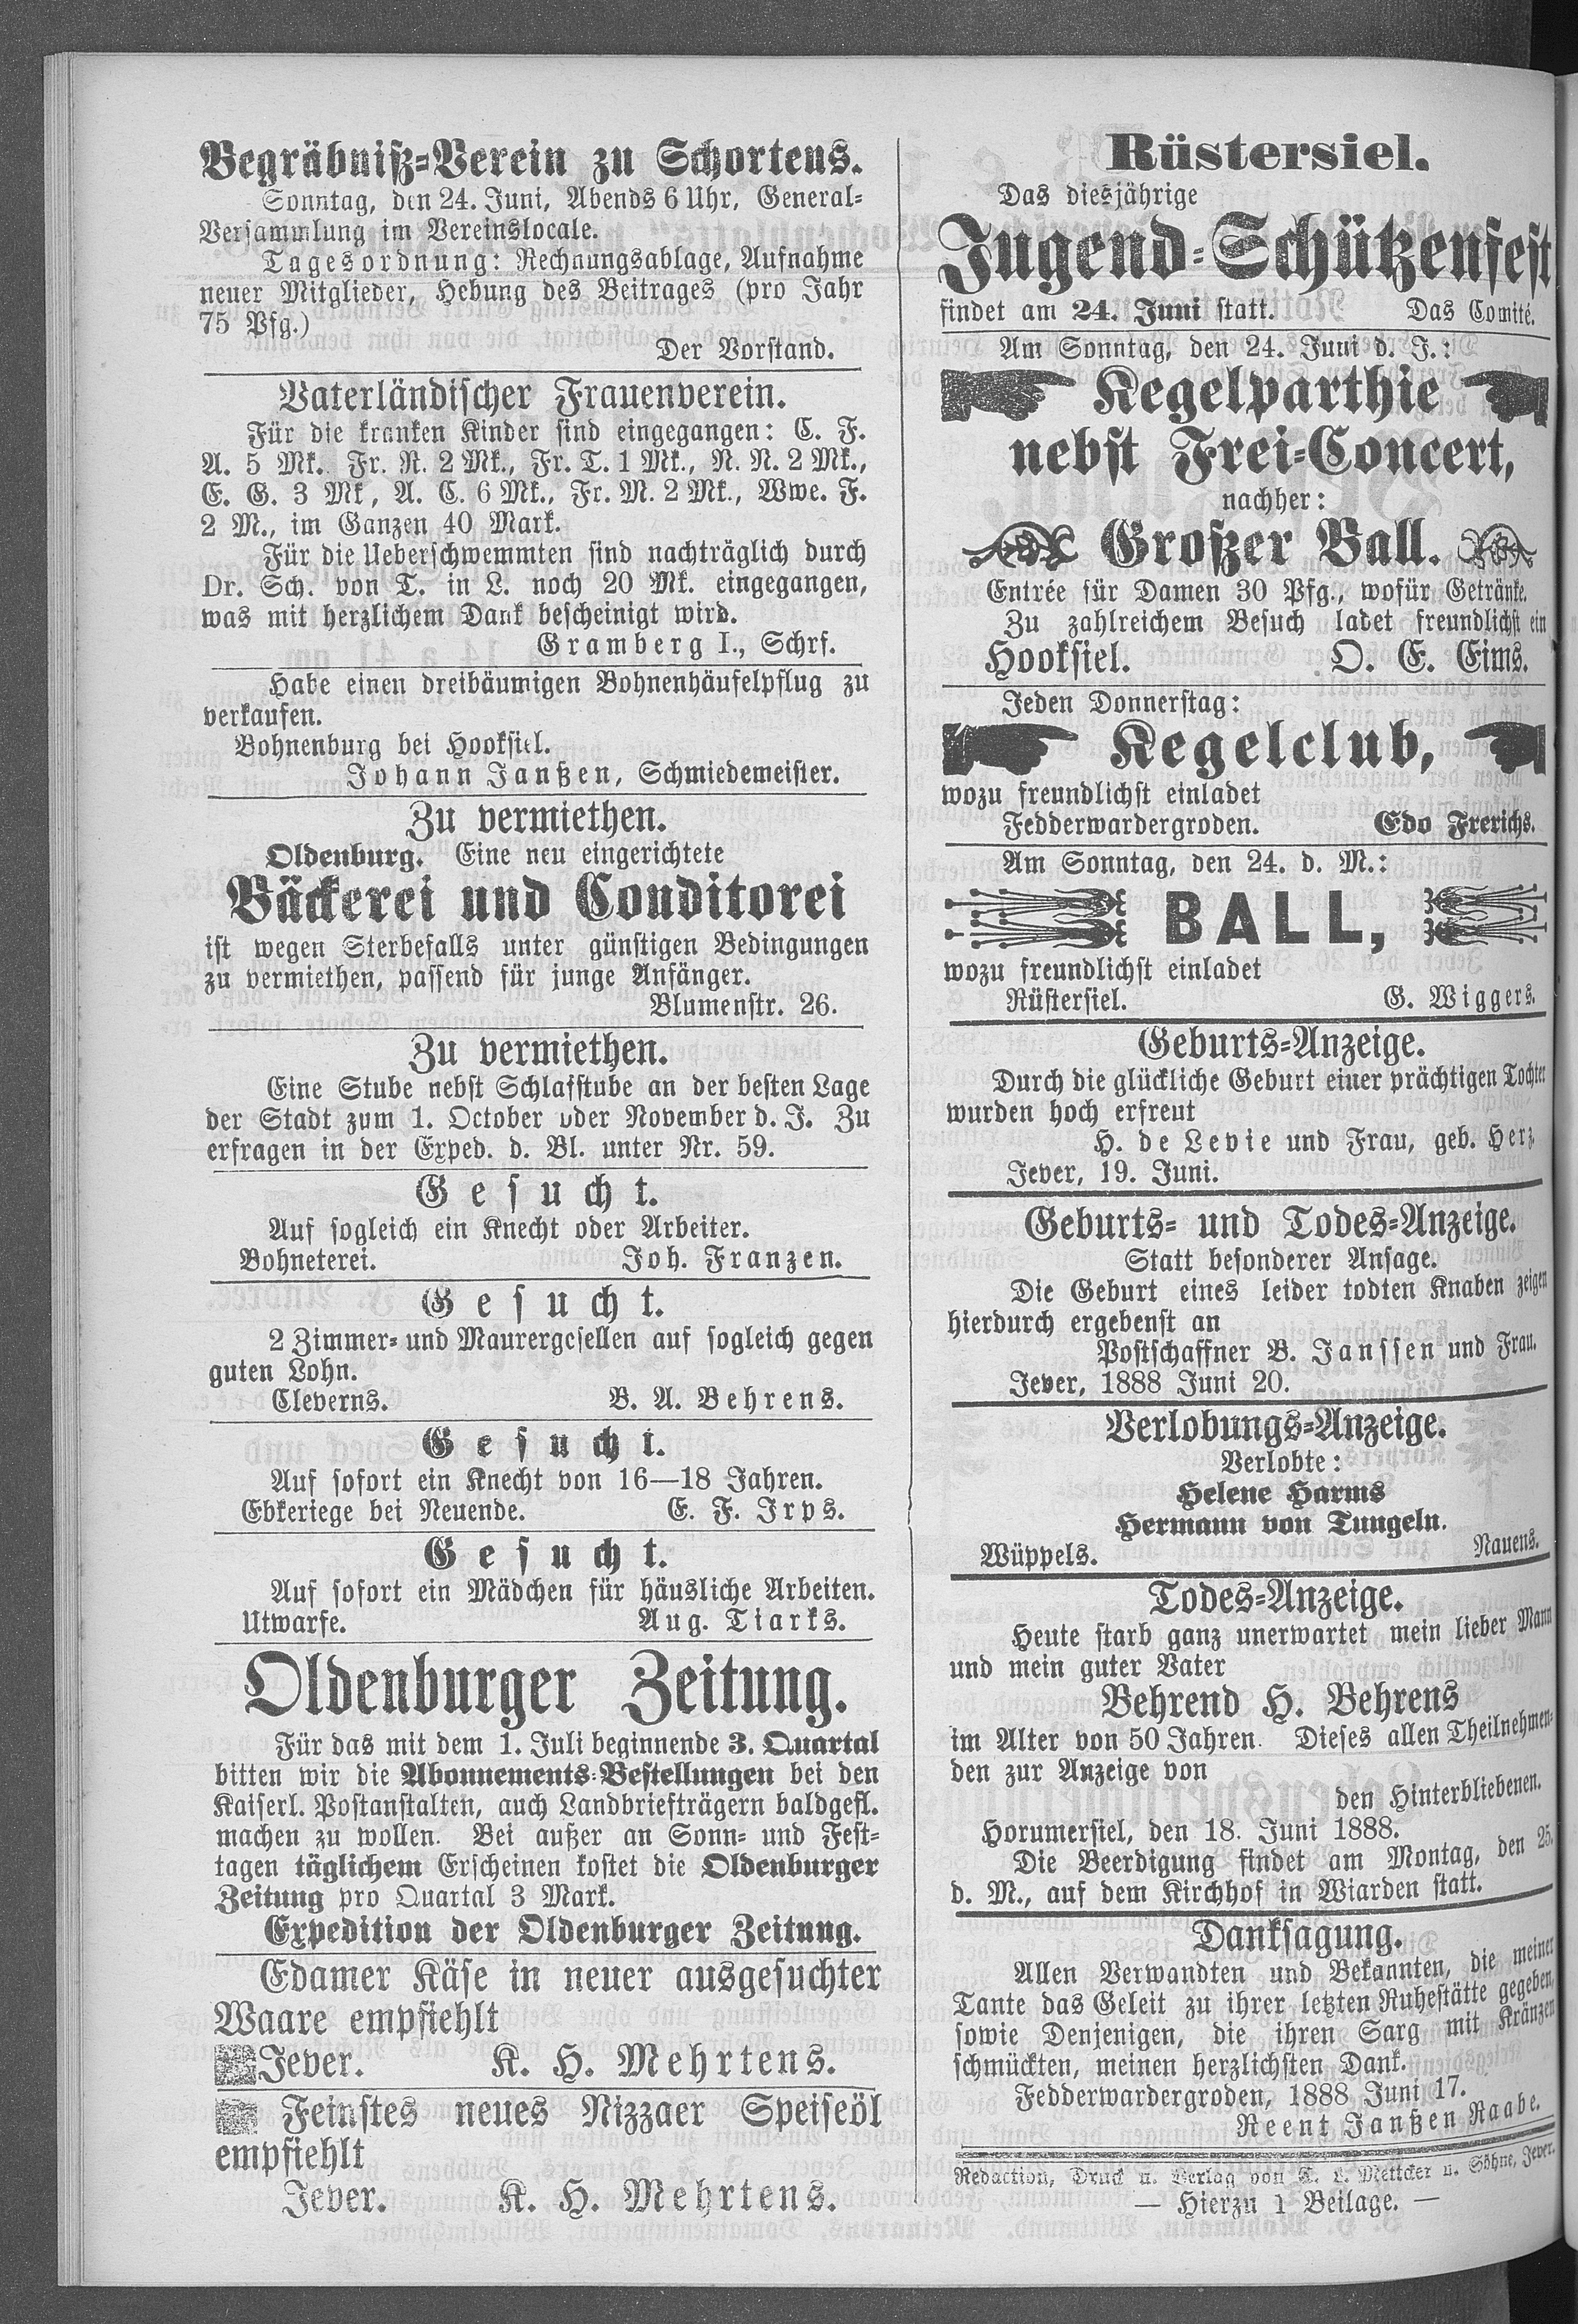 Begräbniß-Verein zu Schortens.
Sonntag, den 24. Juni, Abends 6 Uhr, General-
Versammlung im Vereinslocale.
Tagesordnung: Rechnungsablage, Aufnahme
neuer Mitglieder, Hebung des Beitrages (pro Jahr
75 Pfg.)
Der Vorstand.
Vaterländischer Frauenverein.
Für die kranken Kinder sind eingegangen: C. F.
A. 5 Mk. Fr. R. 2 Mk., Fr. T. 1 Mk., N. N. 2 Mk.,
E. G. 3 Mk, A. C. 6 Mk., Fr. M. 2 Mk., Wwe. F.
2 M., im Ganzen 40 Mark.
Für die Ueberschwemmten sind nachträglich durch
Dr. Sch. von T. in L. noch 20 Mk. eingegangen,
was mit herzlichem Dank bescheinigt wird.
Gramberg I., Schrf.
Habe einen dreibäumigen Bohnenhäufelpflug zu
verkaufen.
Bohnenburg bei Hooksiel.
Johann Janßen, Schmiedemeister.
Zu vermiethen.
Oldenburg. Eine neu eingerichtete
Bäckerei und Conditorei
ist wegen Sterbefalls unter günstigen Bedingungen
zu vermiethen, passend für junge Anfänger.
Blumenstr. 26.
Zu vermiethen.
Eine Stube nebst Schlafstube an der besten Lage
der Stadt zum 1. October oder November d. J. Zu
erfragen in der Exped. d. Bl. unter Nr. 59.
Gesucht.
Auf sogleich ein Knecht oder Arbeiter.
Bohneterei. Joh. Franzen.
Gesucht.
2 Zimmer- und Maurergesellen auf sogleich gegen
guten Lohn.
Cleverns. B. A. Behrens.
Gesucht.
Auf sofort ein Knecht von 16—18 Jahren.
Ebkeriege bei Neuende. E. F. Irps.
Gesucht.
Auf sofort ein Mädchen für häusliche Arbeiten.
Utwarfe. Aug. Tiarks.
Oldenburger Zeitung.
Für das mit dem 1. Juli beginnende 3. Quartal
bitten wir die Abonnements-Bestellungen bei den
Kaiserl. Postanstalten, auch Landbriefträgern baldgefl.
machen zu wollen. Bei außer an Sonn- und Fest-
tagen täglichem Erscheinen kostet die Oldenburger
Zeitung pro Quartal 3 Mark.
Expedition der Oldenburger Zeitung.
Edamer Käse in neuer ausgesuchter
Waare empfiehlt
Jever. K. H. Mehrtens.
Feinstes neues Nizzaer Speiseöl
empfiehlt
Jever. K. H. Mehrtens.
Rüstersiel.
Das diesjährige
Jugend-Schützenfest
findet am 24. Juni statt. Das Comité.
Am Sonntag, den 24. Juni d. J.:
Kegelparthie
nebst Frei-Concert,
nachher:
Großer Ball.
Entrée für Damen 30 Pfg., wofür Getränke.
Zu zahlreichem Besuch ladet freundlichst ein
Hooksiel. O. E. Eims.
Jeden Donnerstag:
Kegelclub,
wozu freundlichst einladet
Fedderwardergroden. Edo Frerichs.
Am Sonntag, den 24. d. M.:
BALL,
wozu freundlichst einladet
Rüstersiel. G. Wiggers.
Geburts-Anzeige.
Durch die glückliche Geburt einer prächtigen Tochter
wurden hoch erfreut
H. de Levie und Frau, geb. Herz.
Jever, 19. Juni.
Geburts- und Todes-Anzeige.
Statt besonderer Ansage.
Die Geburt eines leider todten Knaben zeigen
hierdurch ergebenst an
Postschaffner B. Janssen und Frau.
Jever, 1888 Juni 20.
Verlobungs-Anzeige.
Verlobte:
Helene Harms
Hermann von Tungeln.
Wüppels. Nauens.
Todes-Anzeige.
Heute starb ganz unerwartet mein lieber Mann
und mein guter Vater
Behrend H. Behrens
im Alter von 50 Jahren. Dieses allen Theilnehmen-
den zur Anzeige von
den Hinterbliebenen.
Horumersiel, den 18. Juni 1888.
Die Beerdigung findet am Montag, den 25.
d. M., auf dem Kirchhof in Wiarden statt.
Danksagung.
Allen Verwandten und Bekannten, die meiner
Tante das Geleit zu ihrer letzten Ruhestätte gegeben,
sowie Denjenigen, die ihren Sarg mit Kränzen
schmückten, meinen herzlichsten Dank.
Fedderwardergroden, 1888 Juni 17.
Reent Janßen Raabe.
Redaction, Druck u. Verlag von C. L. Mettcker u. Söhne, Jever.
— Hierzu 1 Beilage. —